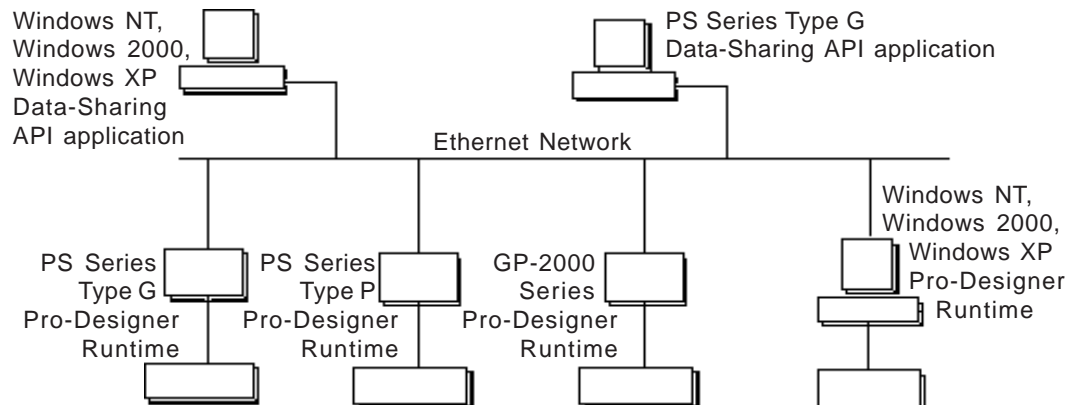 Windows NT,
Windows 2000,
Windows XP
Data-Sharing
API application
PS Series Type G
Data-Sharing API application
Ethernet Network
PS Series
Type G
Pro-Designer
Runtime
PS Series
Type P
Pro-Designer
Runtime
GP-2000
Series
Pro-Designer
Runtime
Windows NT,
Windows 2000,
Windows XP
Pro-Designer
Runtime